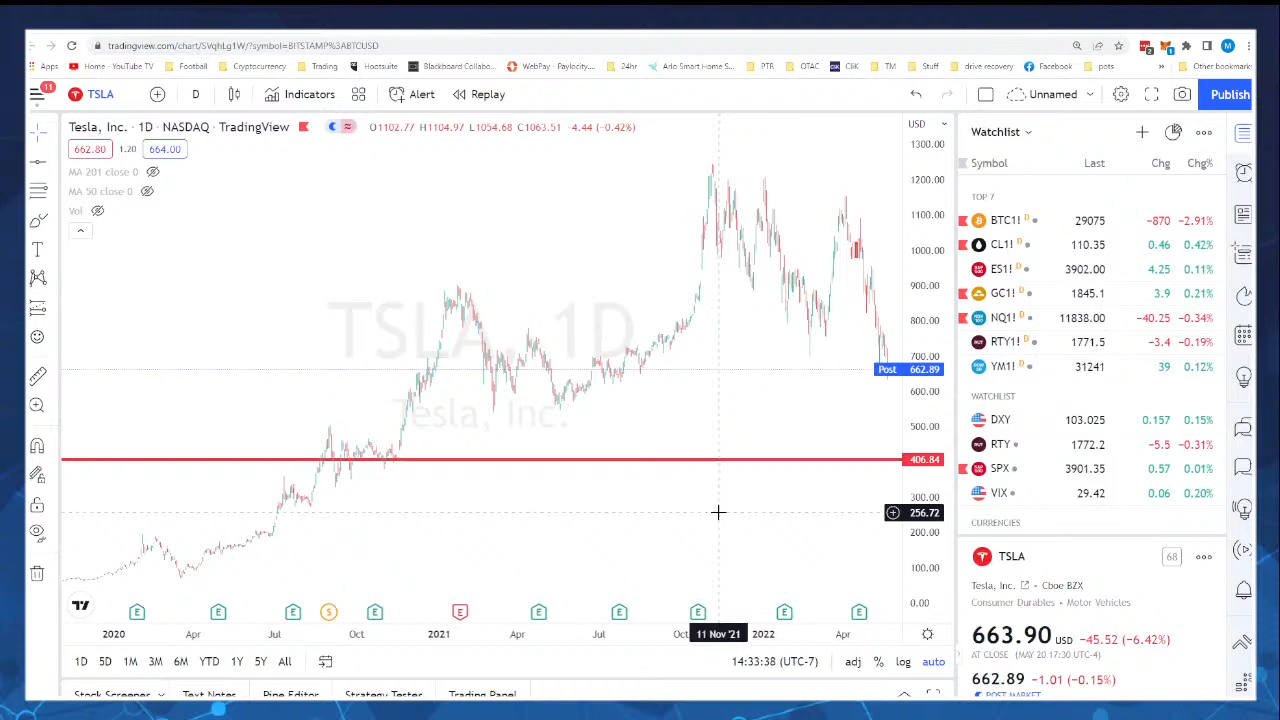 tradingview.com/chart/SVqhLg1W/?symbol=BITSTAMP%3ABTCUSD
Apps Home - YouTube TV Football Cryptocurrency Trading Hootsuite Blackboard Collabo... WebPac- Paylocity,... 24hr Arlo Smart Home S... PTR OTAC CliK TM Stuff drive recovery Facebook pots » Other bookmarks
11
TSLA D Indicators Alert Replay Unnamed Publish
Tesla, Inc. · 1D · NASDAQ · TradingView O1102.77 H1104.97 L1054.68 −4.44 (−0.42%) USD
662.80 1.20 664.00
MA 201 close 0
MA 50 close 0
Vol
TSLA, 1D
Tesla, Inc.
1300.00
1200.00
1100.00
1000.00
900.00
800.00
700.00
Post 662.89
600.00
500.00
406.84
300.00
256.72
200.00
100.00
0.00
E E E S E E E E E E E
2020 Apr Jul Oct 2021 Apr Jul Oct 11 Nov '21 2022 Apr
1D 5D 1M 3M 6M YTD 1Y 5Y All 14:33:38 (UTC-7) adj % log auto
Stock Screener Text Notes Pine Editor Strategy Tester Trading Panel
Watchlist
Symbol Last Chg Chg%
TOP 7
BTC1! D 29075 −870 −2.91%
CL1! D 110.35 0.46 0.42%
ES1! D 3902.00 4.25 0.11%
GC1! D 1845.1 3.9 0.21%
NQ1! D 11838.00 −40.25 −0.34%
RTY1! D 1771.5 −3.4 −0.19%
YM1! D 31241 39 0.12%
WATCHLIST
DXY 103.025 0.157 0.15%
RTY 1772.2 −5.5 −0.31%
SPX 3901.35 0.57 0.01%
VIX 29.42 0.06 0.20%
CURRENCIES
TSLA 68
Tesla, Inc. Cboe BZX
Consumer Durables • Motor Vehicles
663.90 USD −45.52 (−6.42%)
AT CLOSE (MAY 20 17:30 UTC-4)
662.89 −1.01 (−0.15%)
POST MARKET